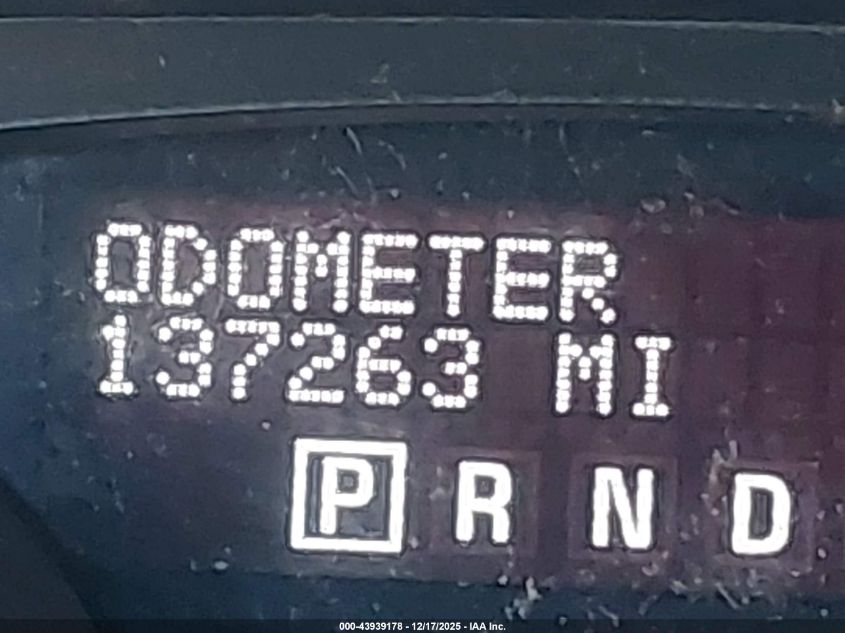 ODOMETER
137263 MI
P R N D
000-43939178 - 12/17/2025 - IAA Inc.